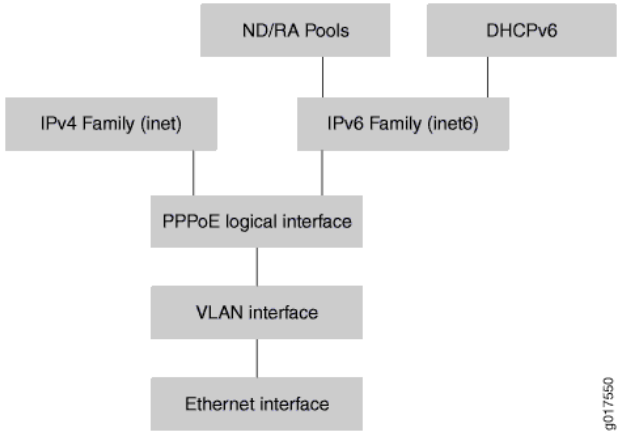 ND/RA Pools
DHCPv6
IPv4 Family (inet)
IPv6 Family (inet6)
PPPoE logical interface
VLAN interface
Ethernet interface
g017550